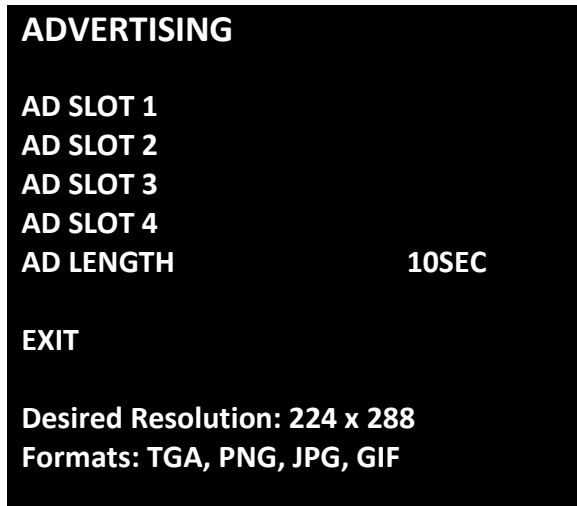 ADVERTISING
AD SLOT 1
AD SLOT 2
AD SLOT 3
AD SLOT 4
AD LENGTH 10SEC
EXIT
Desired Resolution: 224 x 288
Formats: TGA, PNG, JPG, GIF